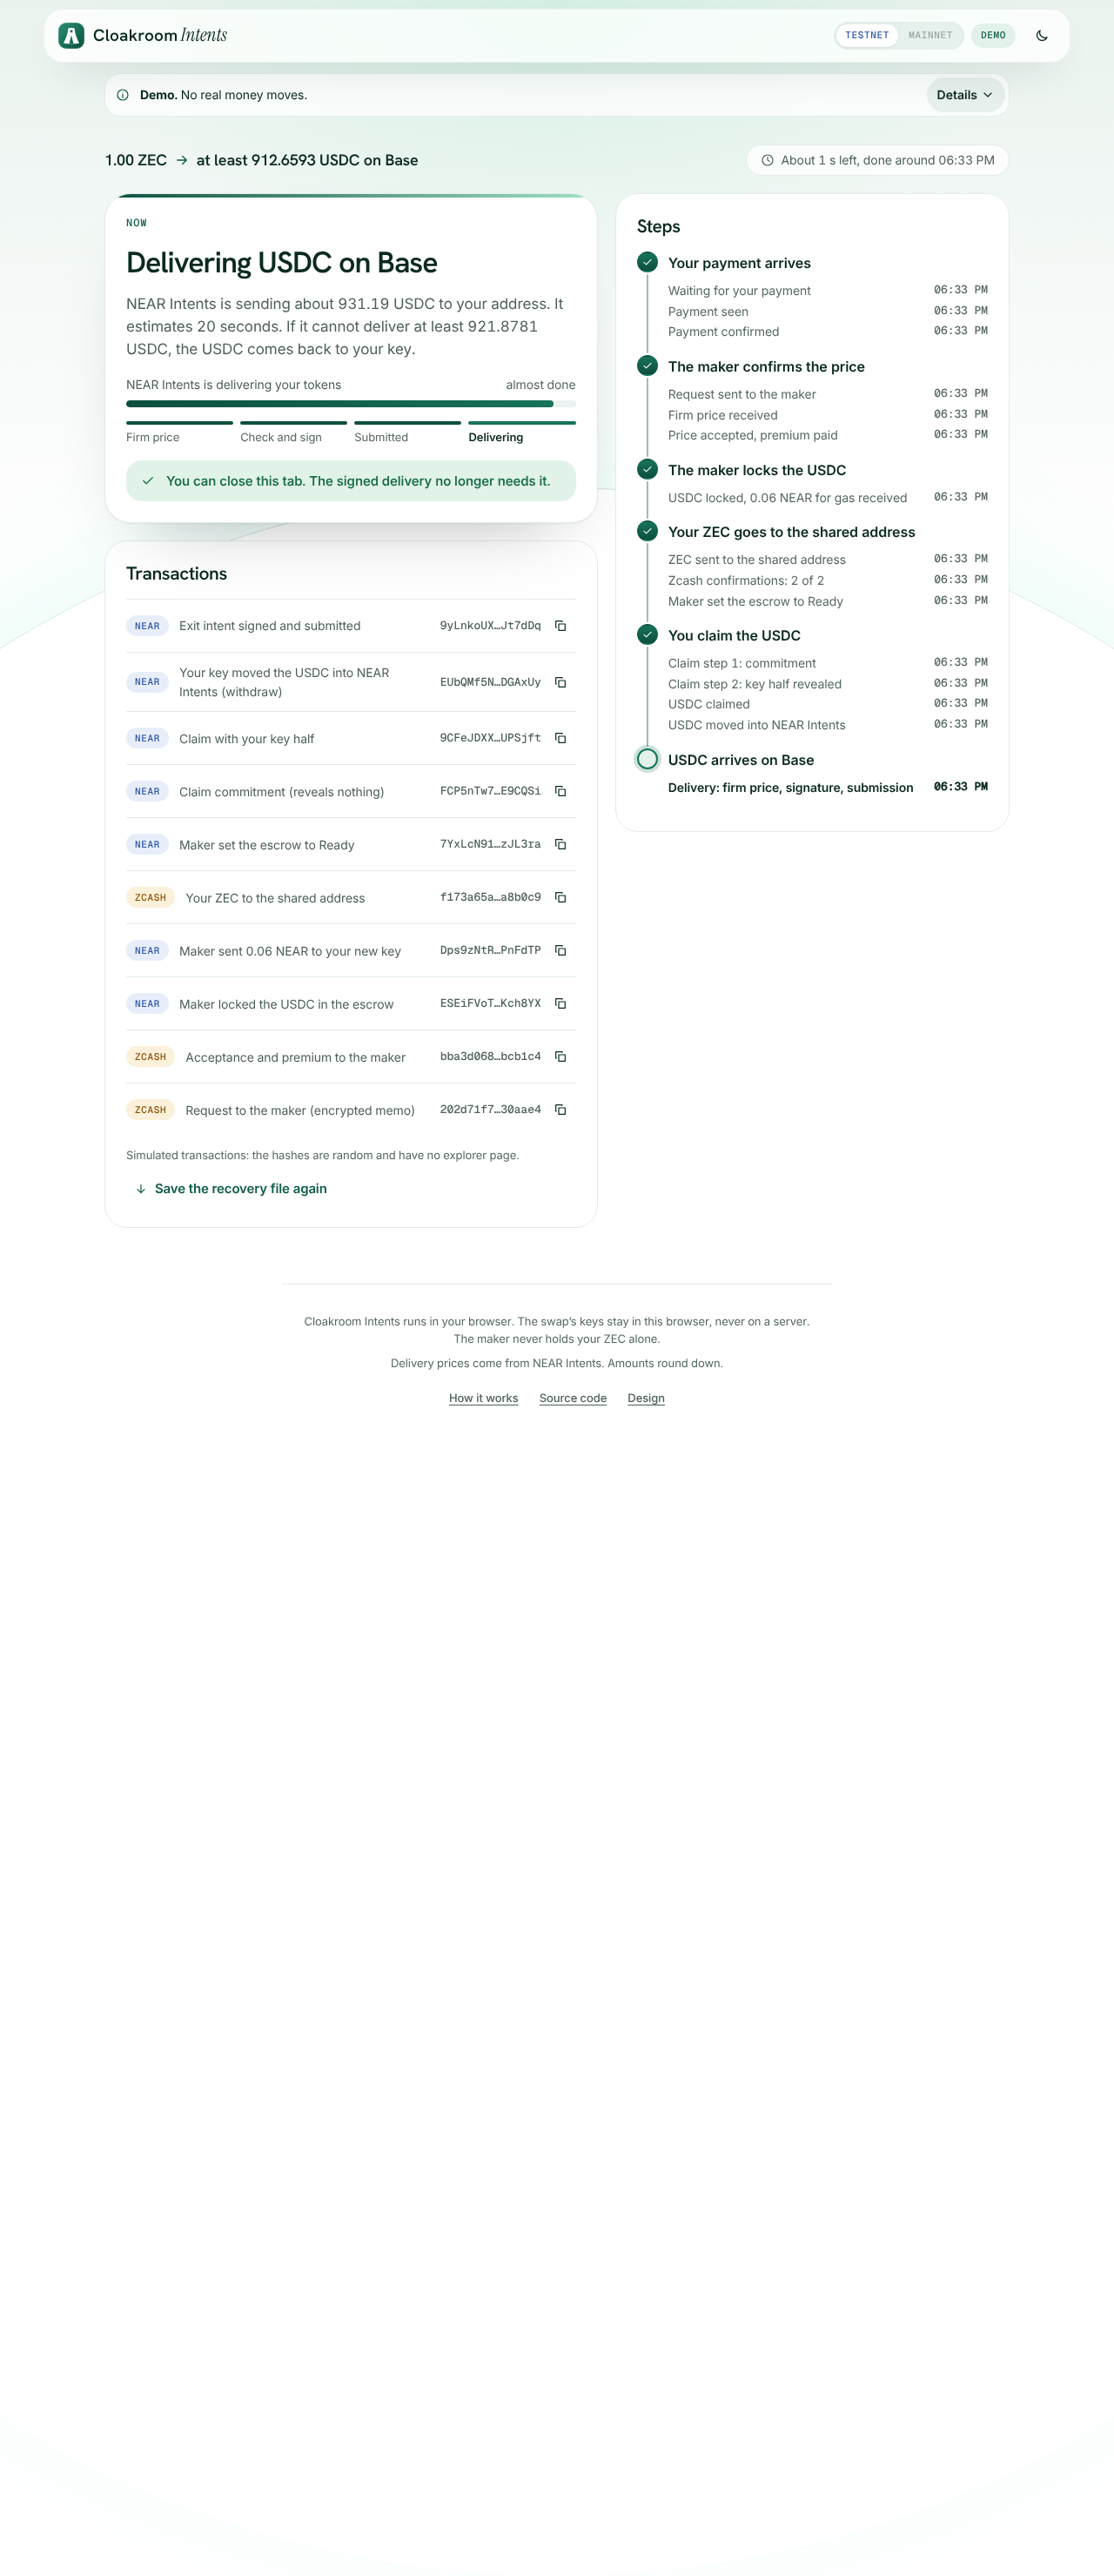 Cloakroom Intents
TESTNET MAINNET DEMO
Demo. No real money moves.
Details
1.00 ZEC → at least 912.6593 USDC on Base
About 1 s left, done around 06:33 PM
NOW
Delivering USDC on Base
NEAR Intents is sending about 931.19 USDC to your address. It
estimates 20 seconds. If it cannot deliver at least 921.8781
USDC, the USDC comes back to your key.
NEAR Intents is delivering your tokens almost done
Firm price Check and sign Submitted Delivering
You can close this tab. The signed delivery no longer needs it.
Transactions
NEAR Exit intent signed and submitted 9yLnkoUX…Jt7dDq
NEAR Your key moved the USDC into NEAR
Intents (withdraw) EUbQMf5N…DGAxUy
NEAR Claim with your key half 9CFeJDXX…UPSjft
NEAR Claim commitment (reveals nothing) FCP5nTw7…E9CQSi
NEAR Maker set the escrow to Ready 7YxLcN91…zJL3ra
ZCASH Your ZEC to the shared address f173a65a…a8b0c9
NEAR Maker sent 0.06 NEAR to your new key Dps9zNtR…PnFdTP
NEAR Maker locked the USDC in the escrow ESEiFVoT…Kch8YX
ZCASH Acceptance and premium to the maker bba3d068…bcb1c4
ZCASH Request to the maker (encrypted memo) 202d71f7…30aae4
Simulated transactions: the hashes are random and have no explorer page.
Save the recovery file again
Steps
Your payment arrives
Waiting for your payment 06:33 PM
Payment seen 06:33 PM
Payment confirmed 06:33 PM
The maker confirms the price
Request sent to the maker 06:33 PM
Firm price received 06:33 PM
Price accepted, premium paid 06:33 PM
The maker locks the USDC
USDC locked, 0.06 NEAR for gas received 06:33 PM
Your ZEC goes to the shared address
ZEC sent to the shared address 06:33 PM
Zcash confirmations: 2 of 2 06:33 PM
Maker set the escrow to Ready 06:33 PM
You claim the USDC
Claim step 1: commitment 06:33 PM
Claim step 2: key half revealed 06:33 PM
USDC claimed 06:33 PM
USDC moved into NEAR Intents 06:33 PM
USDC arrives on Base
Delivery: firm price, signature, submission 06:33 PM
Cloakroom Intents runs in your browser. The swap's keys stay in this browser, never on a server.
The maker never holds your ZEC alone.
Delivery prices come from NEAR Intents. Amounts round down.
How it works Source code Design